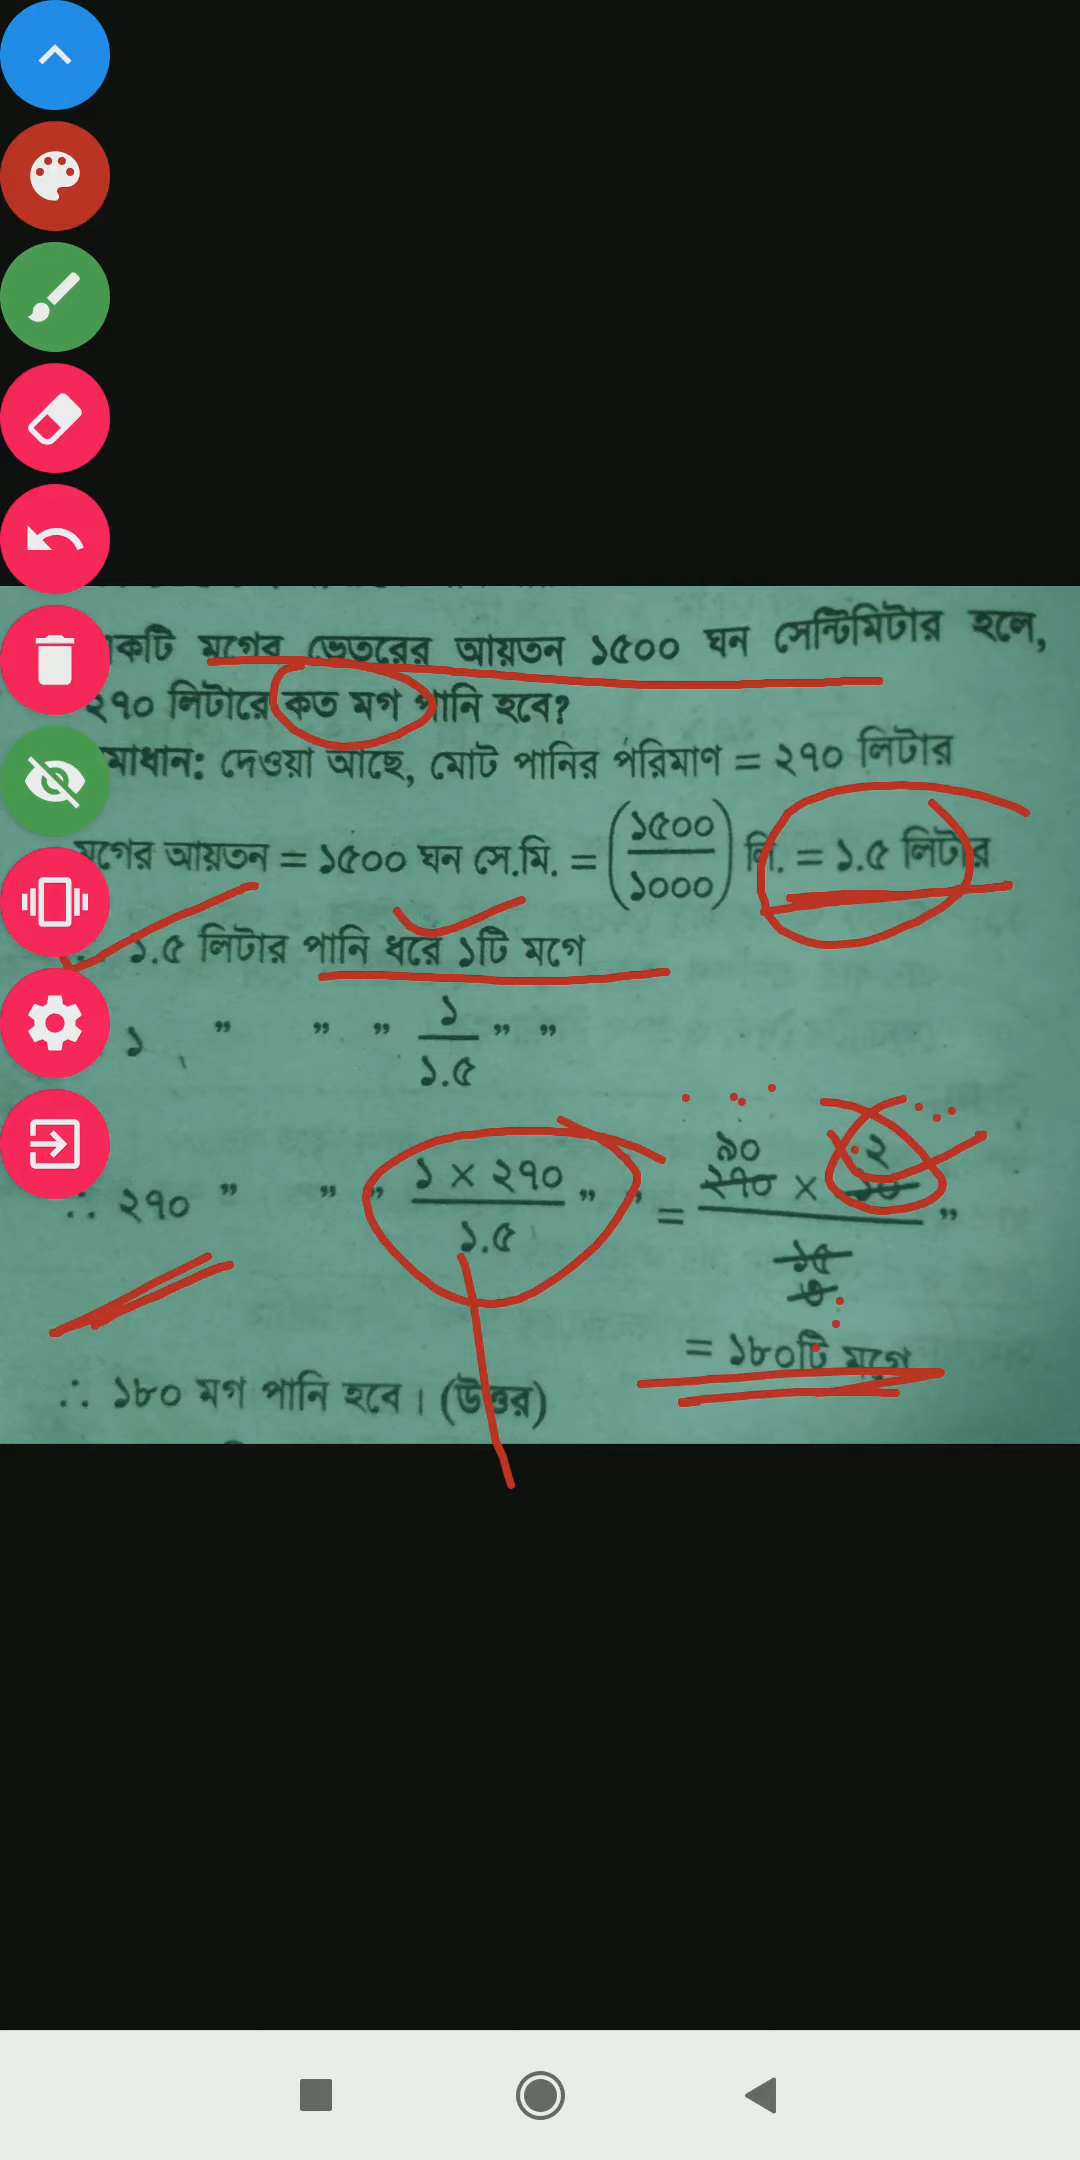 কটি মগের ভেতরের আয়তন ১৫০০ ঘন সেন্টিমিটার হলে,
২৭০ লিটারে কত মগ পানি হবে?
মাধান: দেওয়া আছে, মোট পানির পরিমাণ = ২৭০ লিটার
মগের আয়তন = ১৫০০ ঘন সে.মি. = (১৫০০/১০০০) লি. = ১.৫ লিটার
∴ ১.৫ লিটার পানি ধরে ১টি মগে
১ " " " ১/১.৫ " "
∴ ২৭০ " " " ১ × ২৭০/১.৫ " " = ৯০ ২ ২৭০ × ১০/১৫ ৩ "
= ১৮০টি মগে
∴ ১৮০ মগ পানি হবে। (উত্তর)